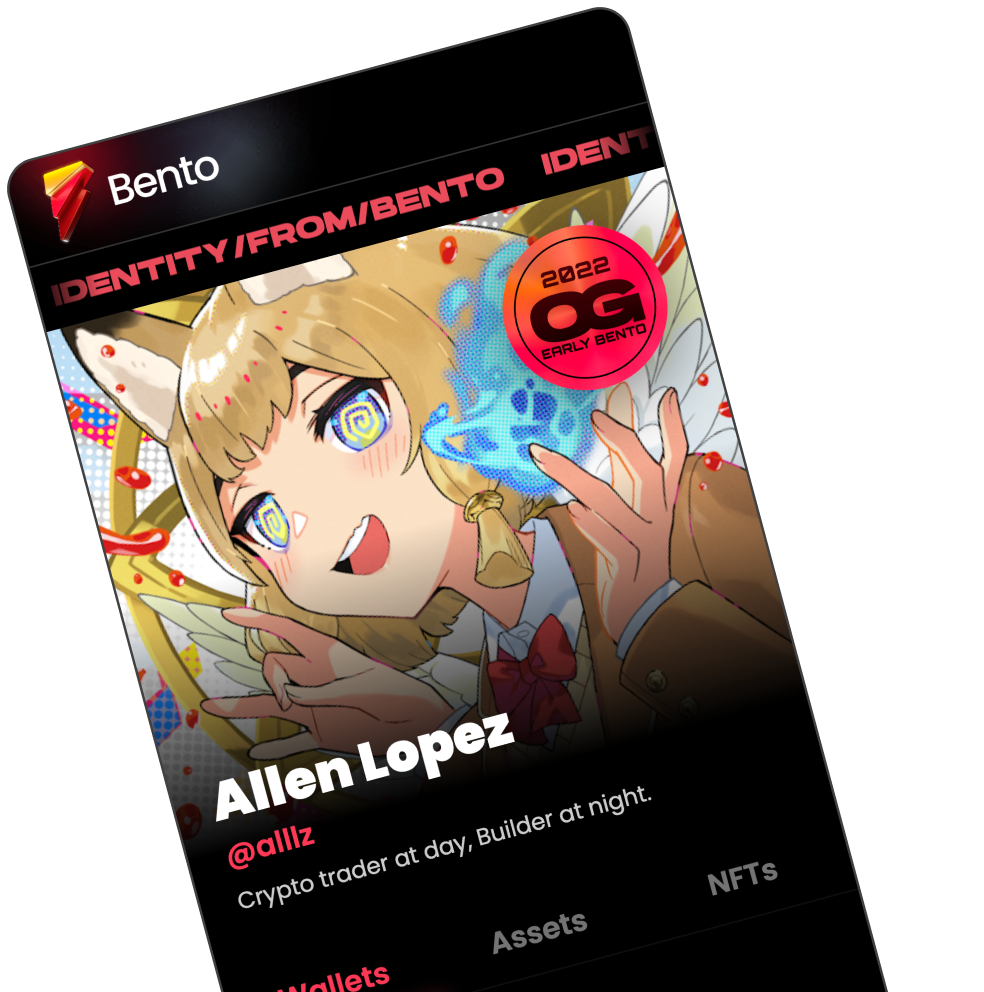 Bento
IDENTITY/FROM/BENTO IDENT
2022
OG
EARLY BENTO
Allen Lopez
@alllz
Crypto trader at day, Builder at night.
Wallets Assets NFTs